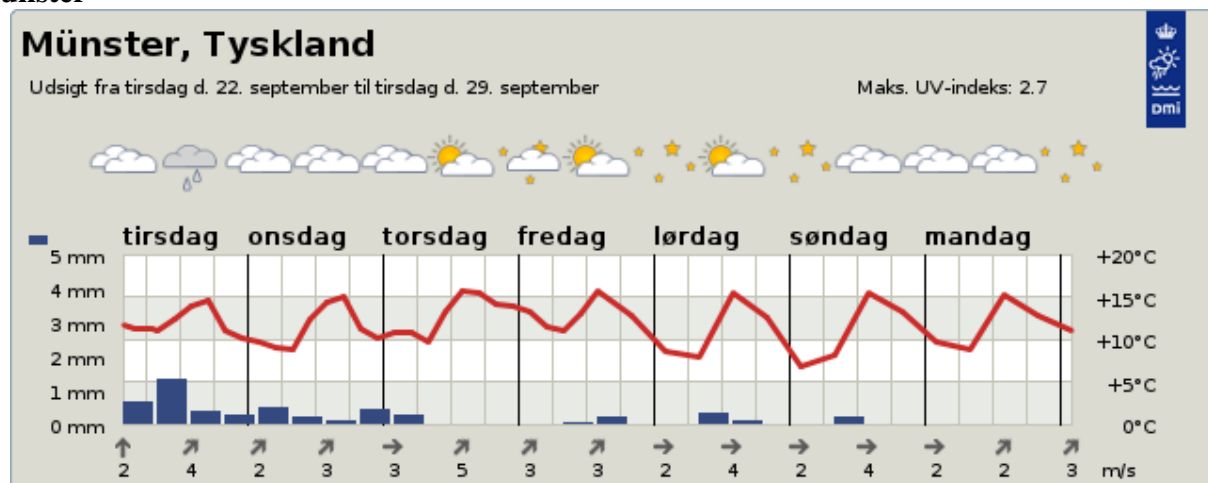 Münster, Tyskland
Udsigt fra tirsdag d. 22. september til tirsdag d. 29. september
Maks. UV-indeks: 2.7
DMI
tirsdag onsdag torsdag fredag lørdag søndag mandag
5 mm +20°C
4 mm +15°C
3 mm +10°C
2 mm
1 mm +5°C
0 mm 0°C
2 4 2 3 3 5 3 3 2 4 2 4 2 2 3 m/s